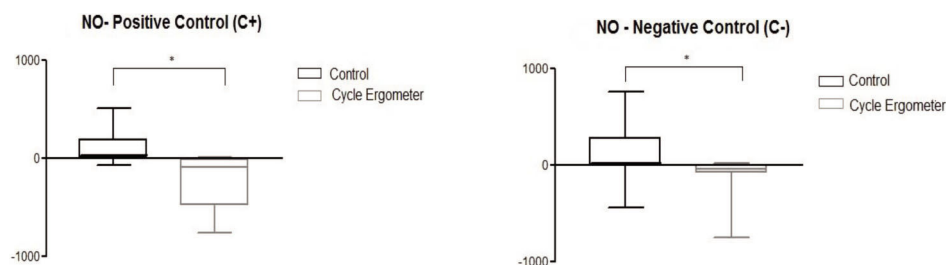 NO- Positive Control (C+)
1000
*
0
-1000
Control
Cycle Ergometer
NO - Negative Control (C-)
1000
*
0
-1000
Control
Cycle Ergometer